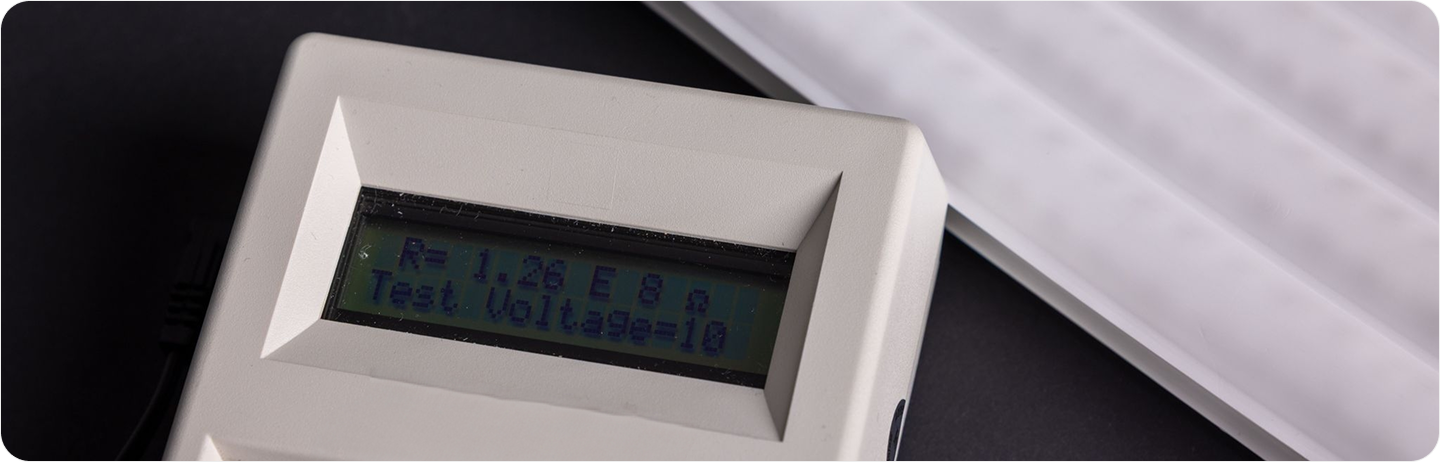 R= 1.26 E 8 Ω
Test Voltage=10